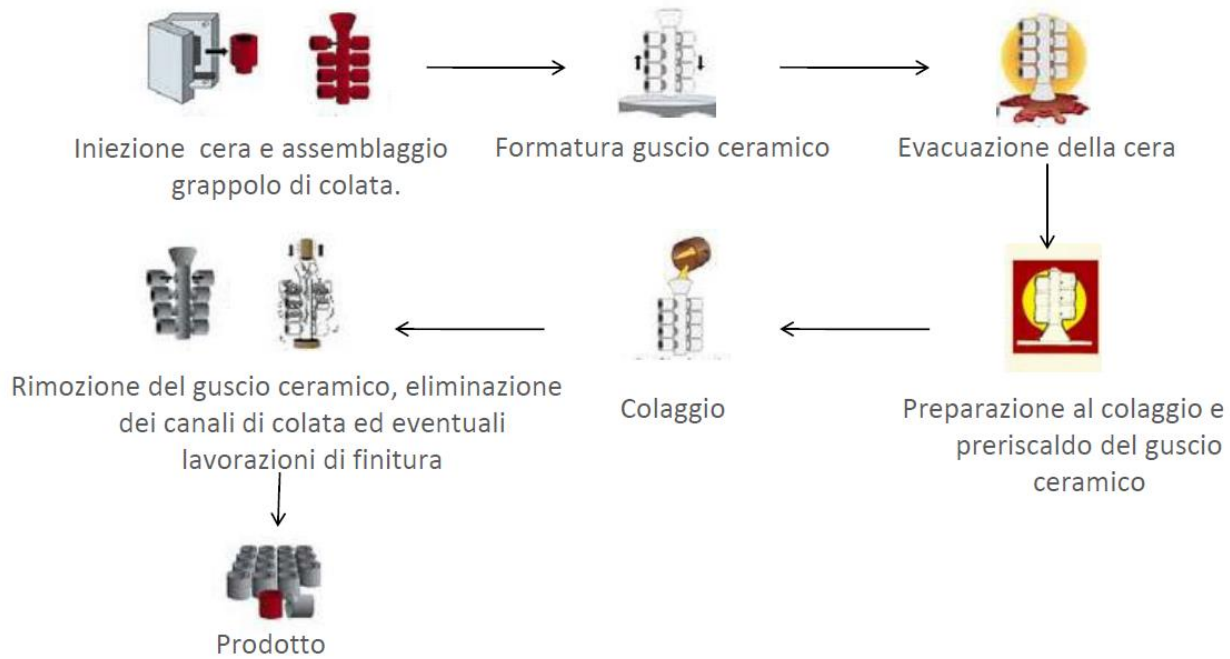 Iniezione cera e assemblaggio
grappolo di colata.
Formatura guscio ceramico
Evacuazione della cera
Preparazione al colaggio e
preriscaldo del guscio
ceramico
Colaggio
Rimozione del guscio ceramico, eliminazione
dei canali di colata ed eventuali
lavorazioni di finitura
Prodotto